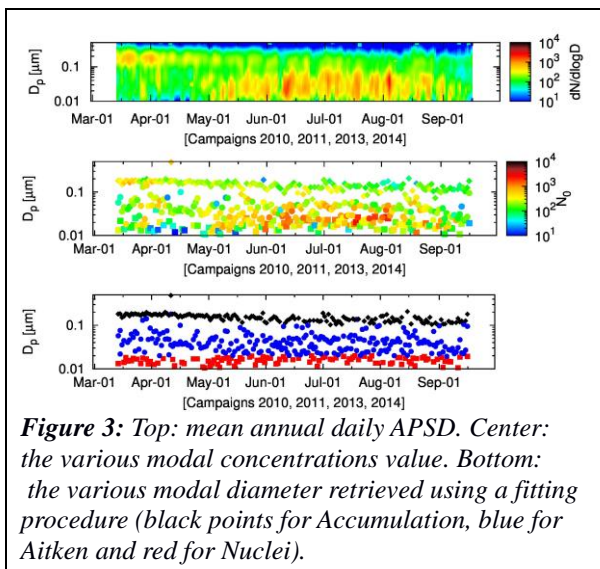 Dp [µm]
0.1
0.01
Mar-01 Apr-01 May-01 Jun-01 Jul-01 Aug-01 Sep-01
[Campaigns 2010, 2011, 2013, 2014]
10^4
10^3
10^2
10^1
dN/dlogD
Dp [µm]
0.1
0.01
Mar-01 Apr-01 May-01 Jun-01 Jul-01 Aug-01 Sep-01
[Campaigns 2010, 2011, 2013, 2014]
10^4
10^3
10^2
10^1
N0
Dp [µm]
0.1
0.01
Mar-01 Apr-01 May-01 Jun-01 Jul-01 Aug-01 Sep-01
[Campaigns 2010, 2011, 2013, 2014]
Figure 3: Top: mean annual daily APSD. Center:
the various modal concentrations value. Bottom:
the various modal diameter retrieved using a fitting
procedure (black points for Accumulation, blue for
Aitken and red for Nuclei).